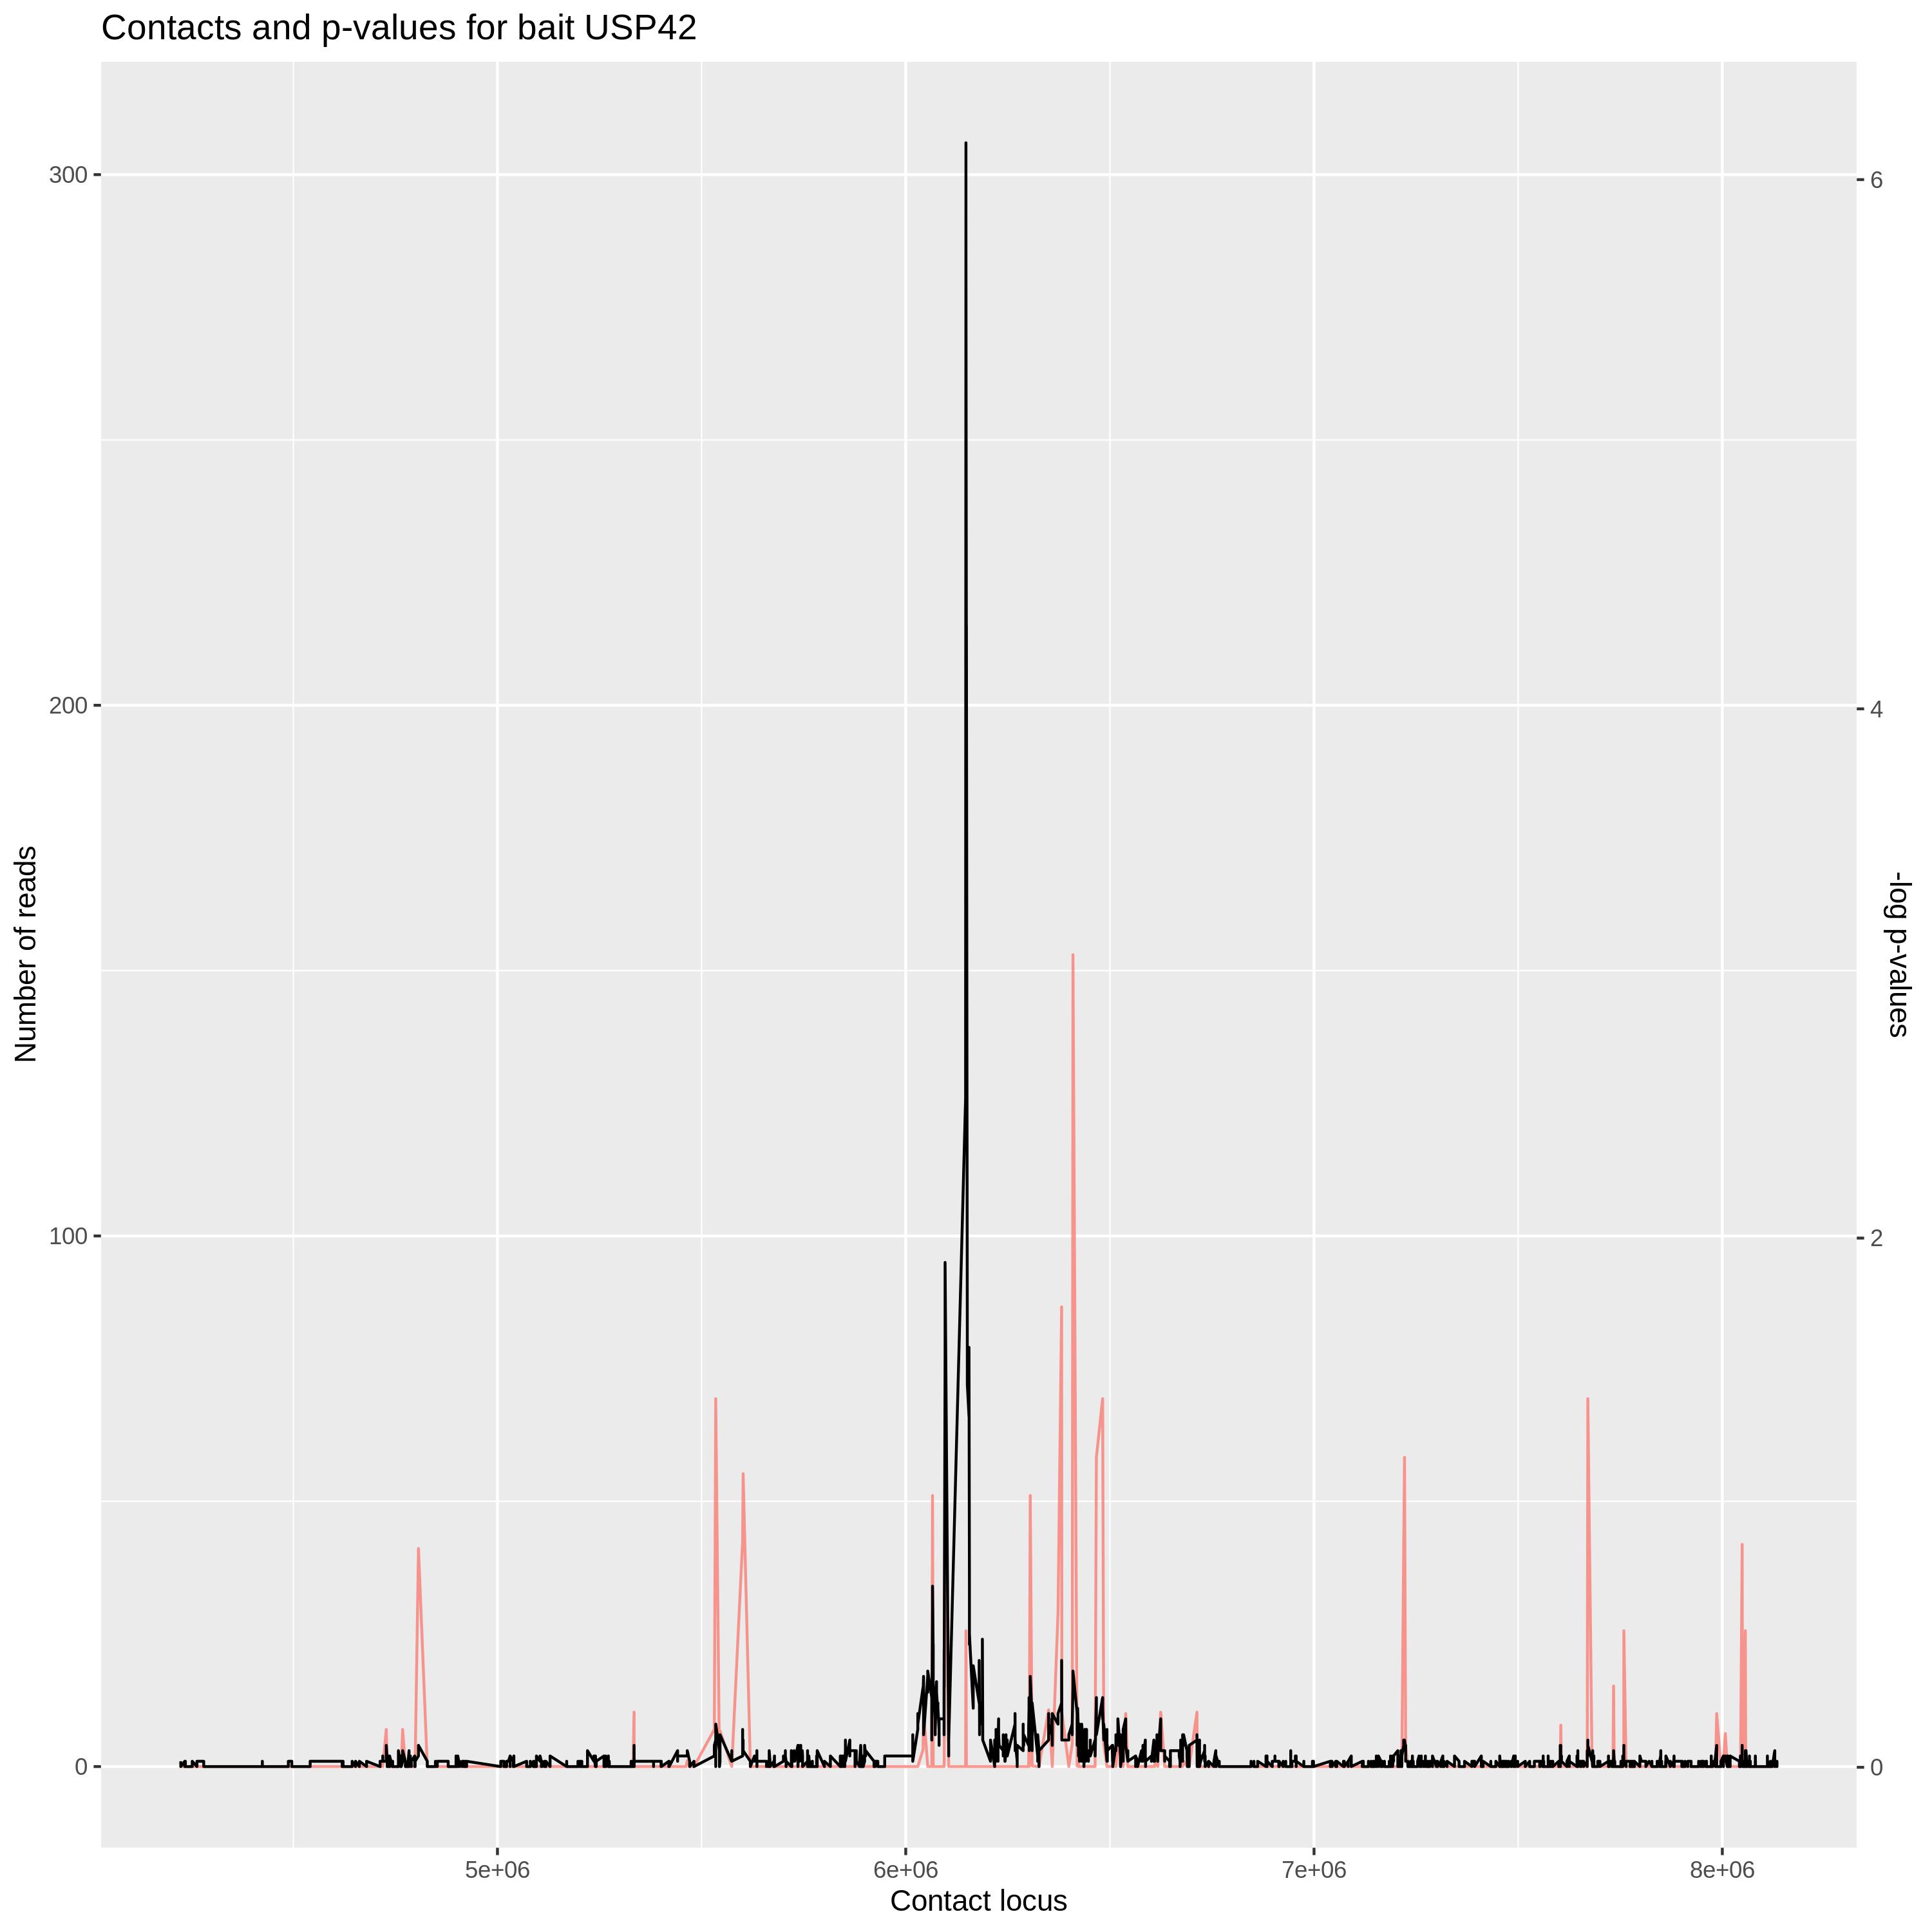 Contacts and p-values for bait USP42
300
200
100
0
Number of reads
6
4
2
0
-log p-values
5e+06
6e+06
7e+06
8e+06
Contact locus